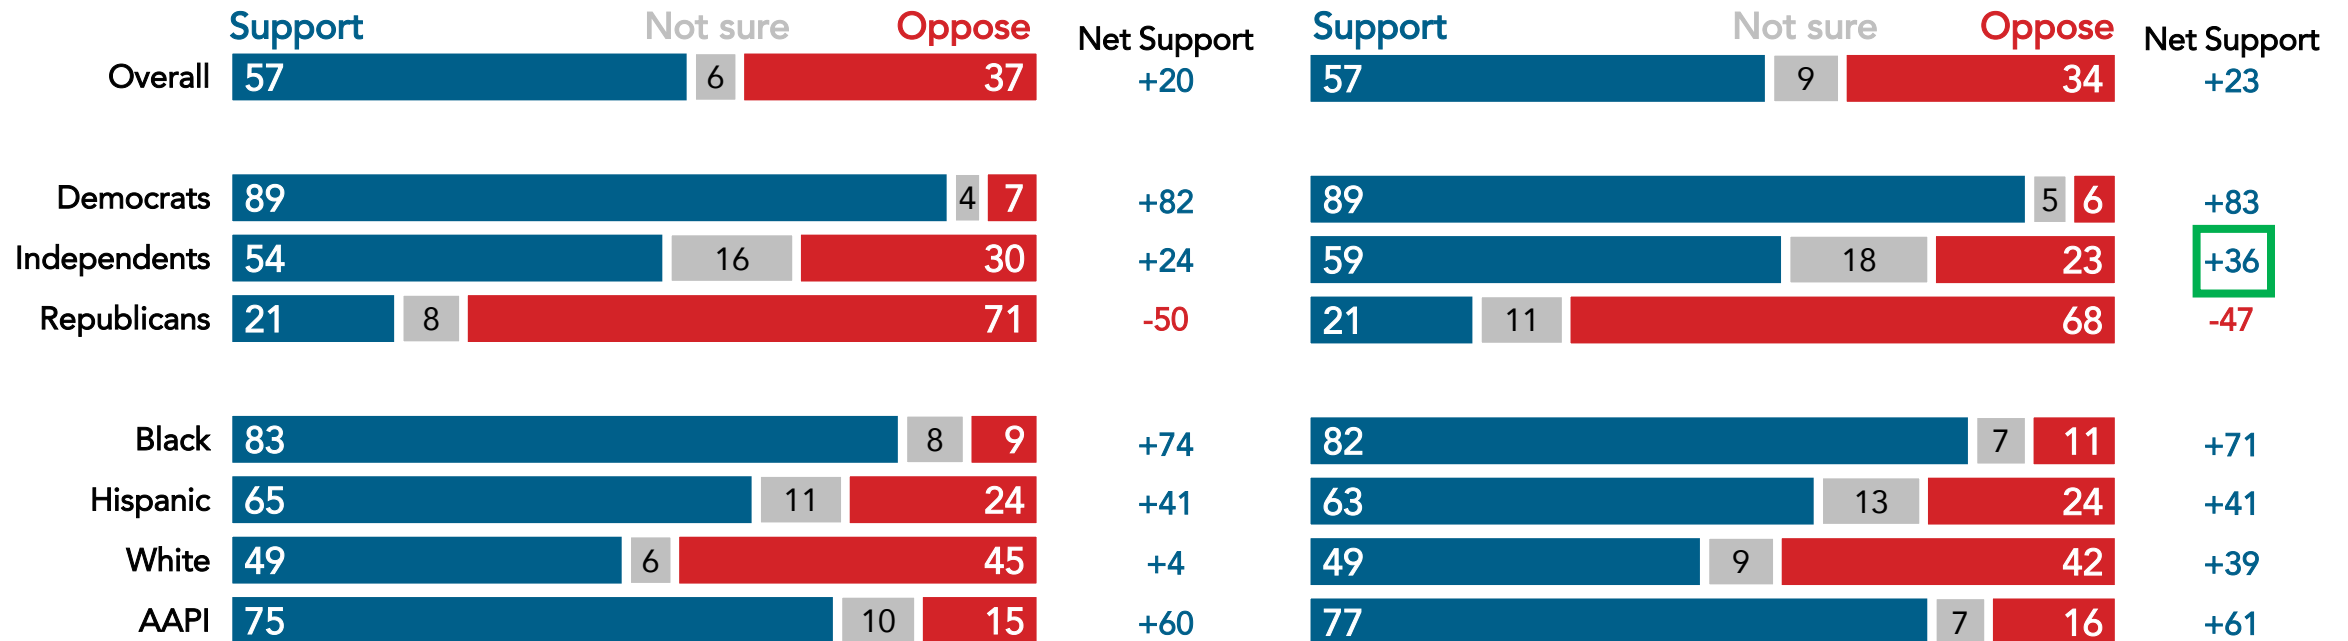 Support Not sure Oppose Net Support Support Not sure Oppose Net Support
Overall 57 6 37 +20 57 9 34 +23
Democrats 89 4 7 +82 89 5 6 +83
Independents 54 16 30 +24 59 18 23 +36
Republicans 21 8 71 -50 21 11 68 -47
Black 83 8 9 +74 82 7 11 +71
Hispanic 65 11 24 +41 63 13 24 +41
White 49 6 45 +4 49 9 42 +39
AAPI 75 10 15 +60 77 7 16 +61